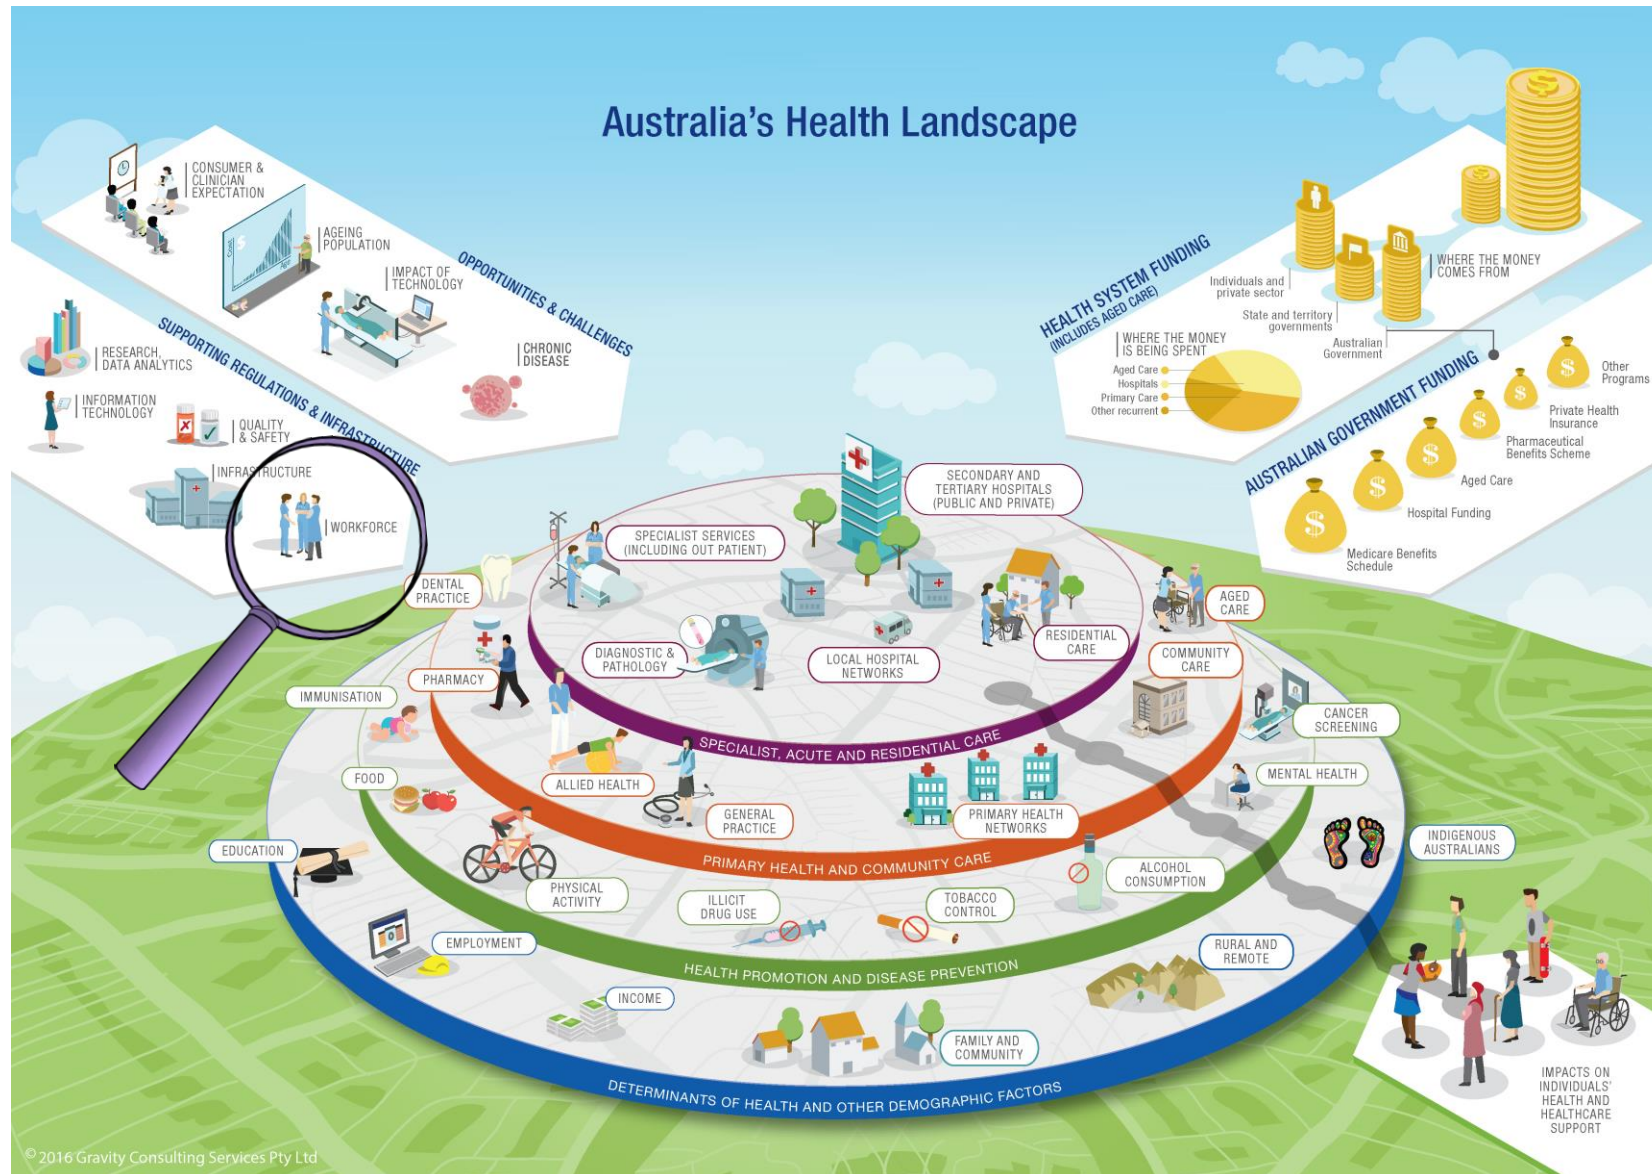 Australia's Health Landscape
CONSUMER &
CLINICIAN
EXPECTATION
Cost
$
Age
AGEING
POPULATION
IMPACT OF
TECHNOLOGY
CHRONIC
DISEASE
OPPORTUNITIES & CHALLENGES
RESEARCH,
DATA ANALYTICS
INFORMATION
TECHNOLOGY
QUALITY
& SAFETY
INFRASTRUCTURE
WORKFORCE
SUPPORTING REGULATIONS & INFRASTRUCTURE
HEALTH SYSTEM FUNDING
(INCLUDES AGED CARE)
WHERE THE MONEY
COMES FROM
$
$
Individuals and
private sector
State and territory
governments
Australian
Government
WHERE THE MONEY
IS BEING SPENT
Aged Care
Hospitals
Primary Care
Other recurrent
AUSTRALIAN GOVERNMENT FUNDING
$
Other
Programs
$
Private Health
Insurance
$
Pharmaceutical
Benefits Scheme
$
Aged Care
$
Hospital Funding
$
Medicare Benefits
Schedule
SECONDARY AND
TERTIARY HOSPITALS
(PUBLIC AND PRIVATE)
SPECIALIST SERVICES
(INCLUDING OUT PATIENT)
DIAGNOSTIC &
PATHOLOGY
LOCAL HOSPITAL
NETWORKS
RESIDENTIAL
CARE
SPECIALIST, ACUTE AND RESIDENTIAL CARE
DENTAL
PRACTICE
AGED
CARE
PHARMACY
COMMUNITY
CARE
ALLIED HEALTH
GENERAL
PRACTICE
PRIMARY HEALTH
NETWORKS
PRIMARY HEALTH AND COMMUNITY CARE
IMMUNISATION
CANCER
SCREENING
FOOD
MENTAL HEALTH
PHYSICAL
ACTIVITY
ILLICIT
DRUG USE
TOBACCO
CONTROL
ALCOHOL
CONSUMPTION
HEALTH PROMOTION AND DISEASE PREVENTION
EDUCATION
INDIGENOUS
AUSTRALIANS
EMPLOYMENT
RURAL AND
REMOTE
INCOME
FAMILY AND
COMMUNITY
DETERMINANTS OF HEALTH AND OTHER DEMOGRAPHIC FACTORS
IMPACTS ON
INDIVIDUALS'
HEALTH AND
HEALTHCARE
SUPPORT
© 2016 Gravity Consulting Services Pty Ltd